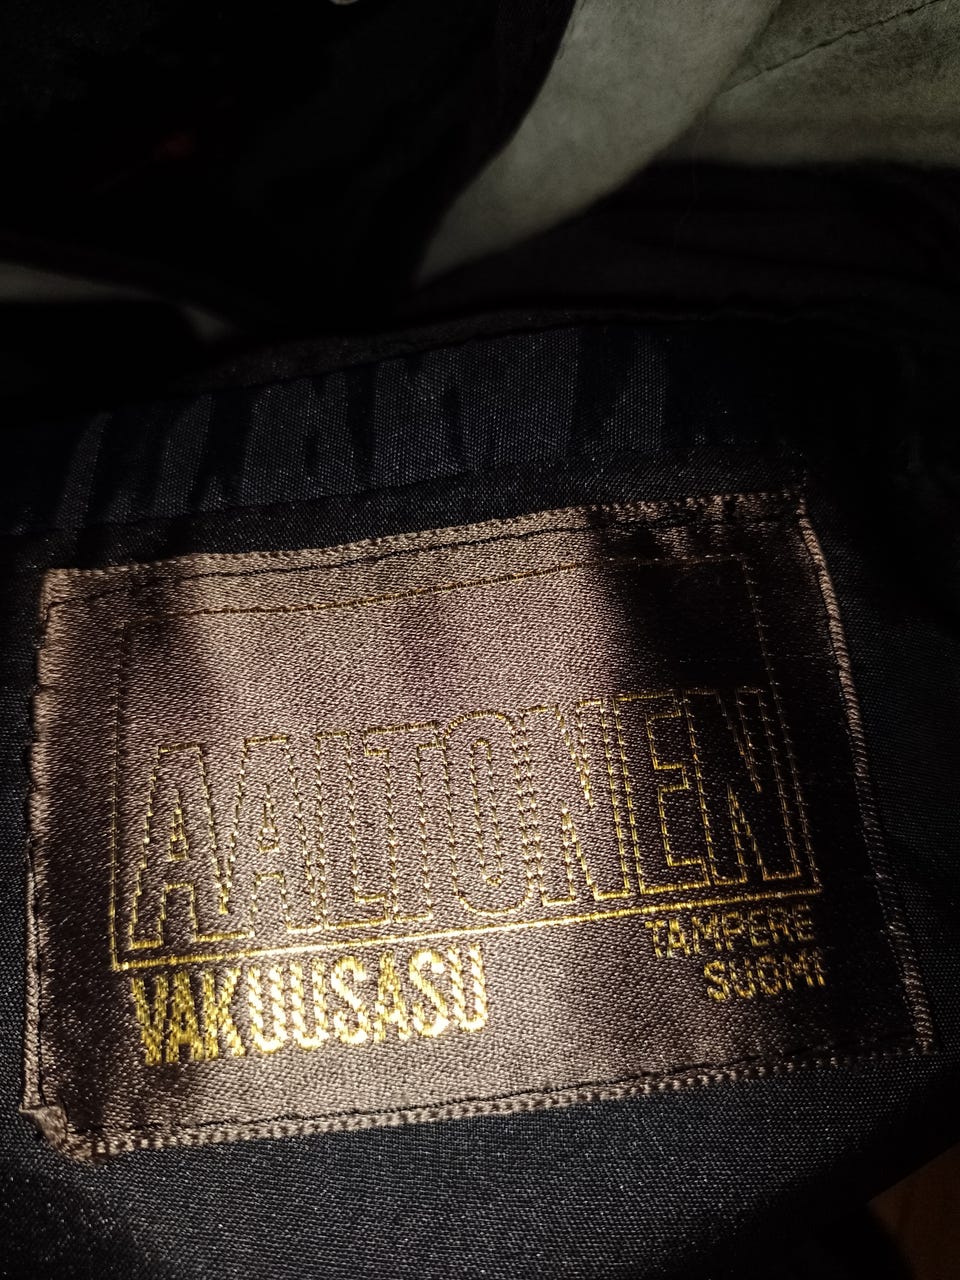 AALTONEN
VAKUUSASU
TAMPERE
SUOMI